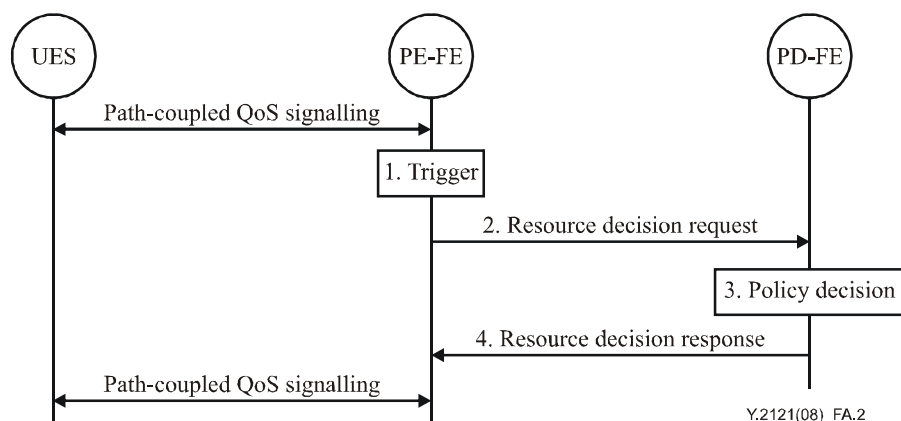 UES
PE-FE
PD-FE
Path-coupled QoS signalling
1. Trigger
2. Resource decision request
3. Policy decision
4. Resource decision response
Path-coupled QoS signalling
Y.2121(08)_FA.2